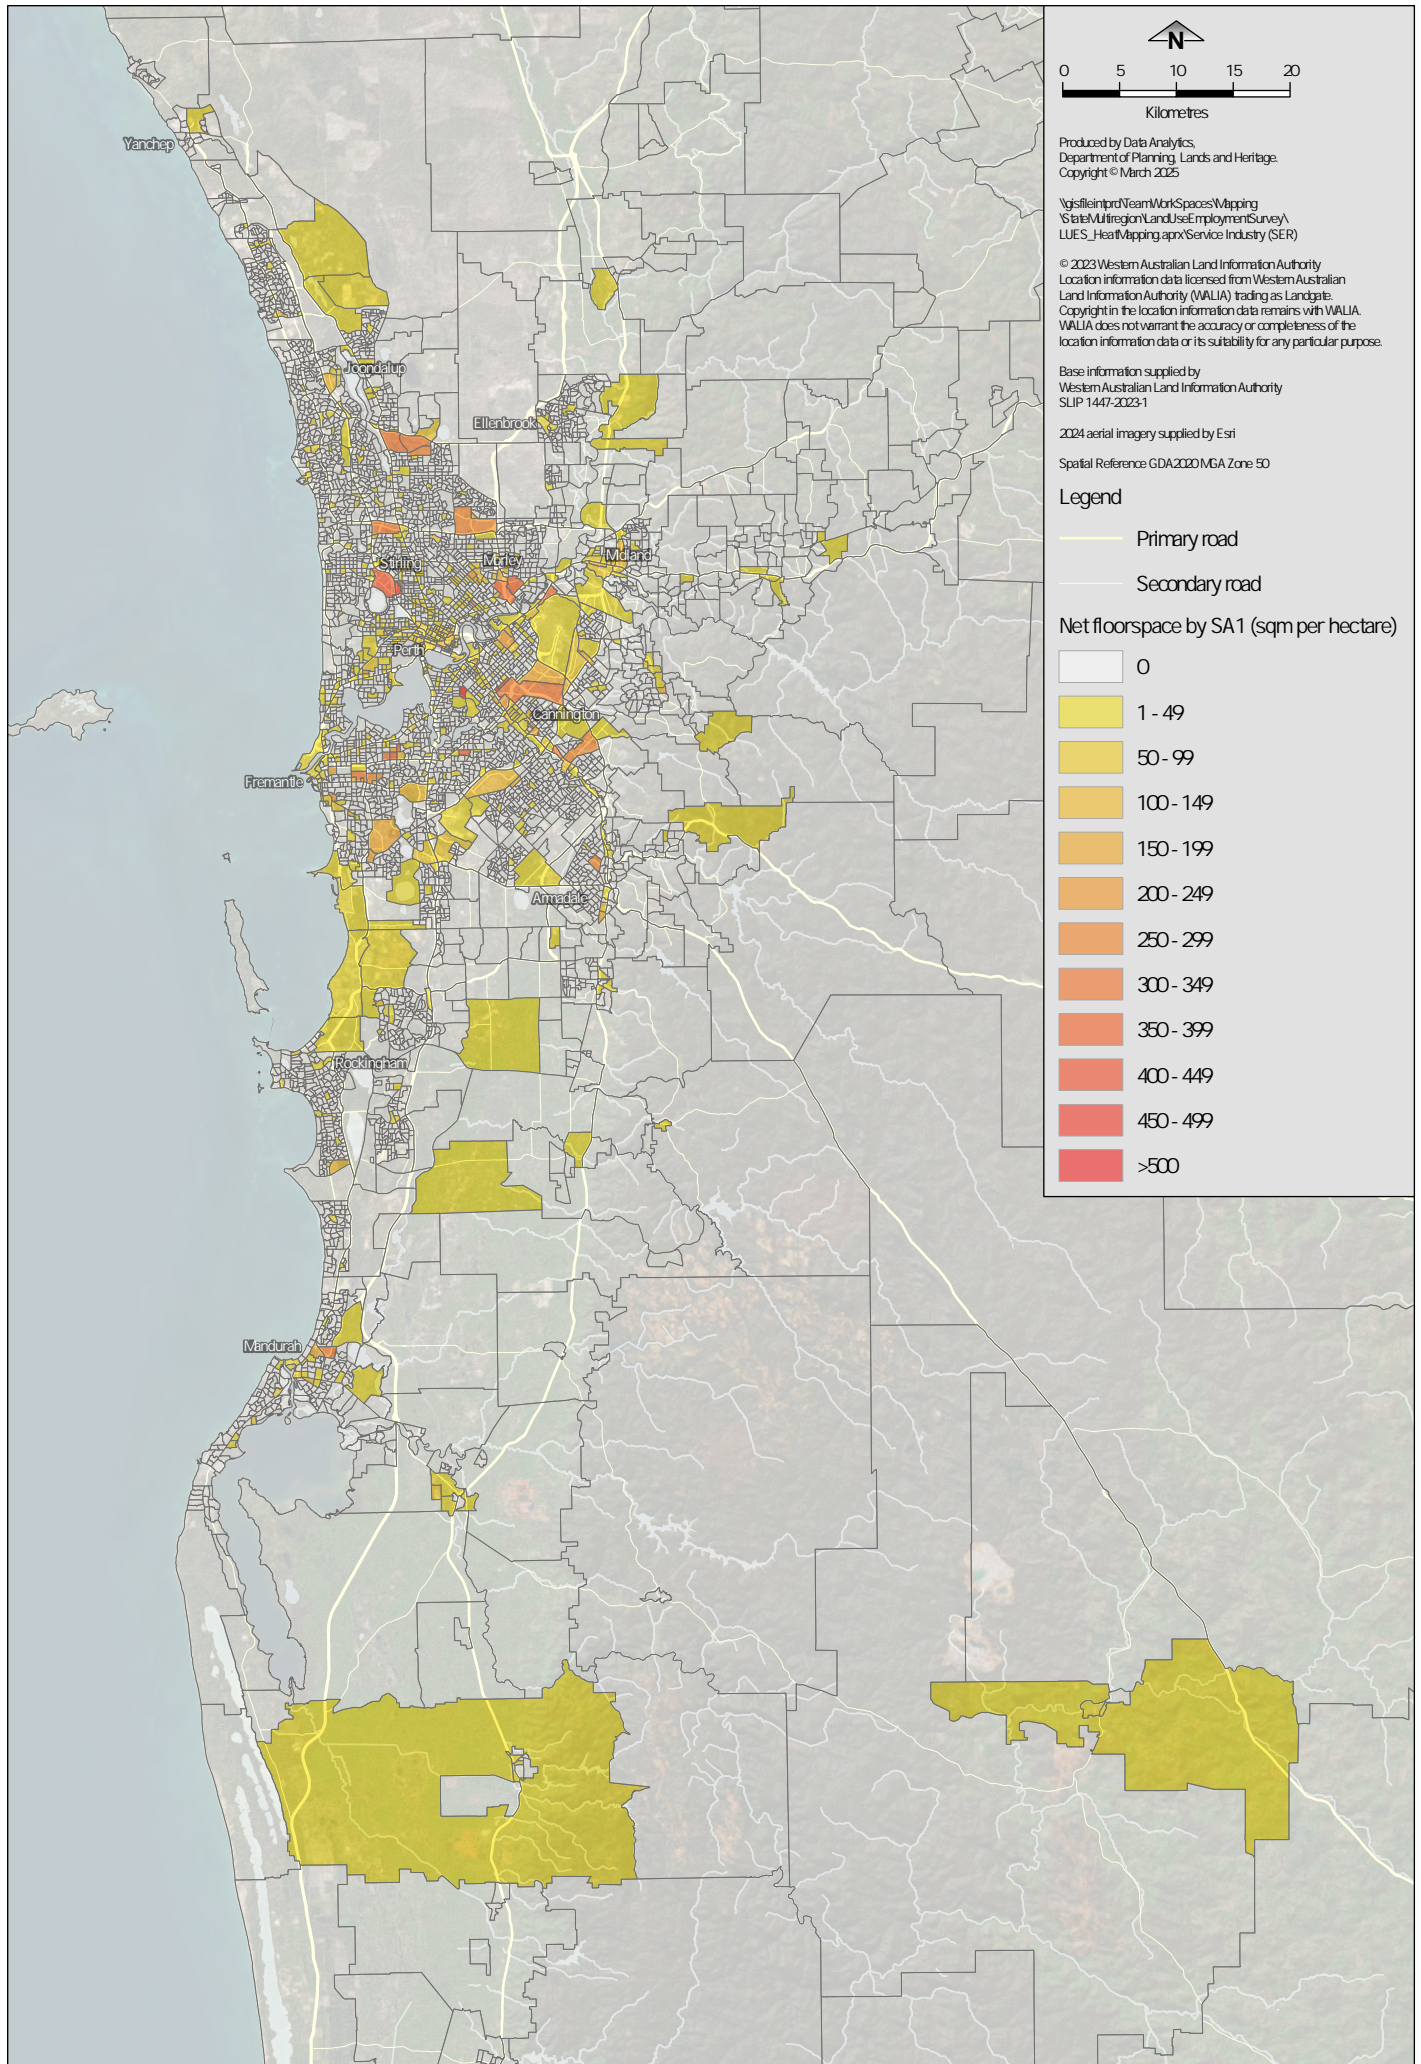 N
0 5 10 15 20
Kilometres
Produced by Data Analytics,
Department of Planning, Lands and Heritage.
Copyright © March 2025
\\gisfileintprd\TeamWorkSpaces\Mapping
\StateMultiregion\LandUseEmploymentSurvey\
LUES_HeatMapping.aprx\Service Industry (SER)
© 2023 Western Australian Land Information Authority
Location information data licensed from Western Australian
Land Information Authority (WALIA) trading as Landgate.
Copyright in the location information data remains with WALIA.
WALIA does not warrant the accuracy or completeness of the
location information data or its suitability for any particular purpose.
Base information supplied by
Western Australian Land Information Authority
SLIP 1447-2023-1
2024 aerial imagery supplied by Esri
Spatial Reference GDA2020 MGA Zone 50
Legend
Primary road
Secondary road
Net floorspace by SA1 (sqm per hectare)
0
1 - 49
50 - 99
100 - 149
150 - 199
200 - 249
250 - 299
300 - 349
350 - 399
400 - 449
450 - 499
>500
Yanchep
Joondalup
Ellenbrook
Stirling
Morley
Midland
Perth
Cannington
Fremantle
Armadale
Rockingham
Mandurah